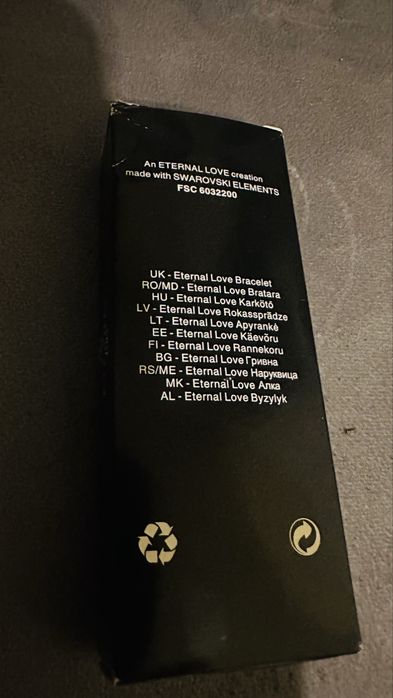 An ETERNAL LOVE creation
made with SWAROVSKI ELEMENTS
FSC 6032200
UK - Eternal Love Bracelet
RO/MD - Eternal Love Bratara
HU - Eternal Love Karkötő
LV - Eternal Love Rokassprādze
LT - Eternal Love Apyrankė
EE - Eternal Love Käevõru
FI - Eternal Love Rannekoru
BG - Eternal Love Гривна
RS/ME - Eternal Love Наруквица
MK - Eternal Love Алка
AL - Eternal Love Byzylyk